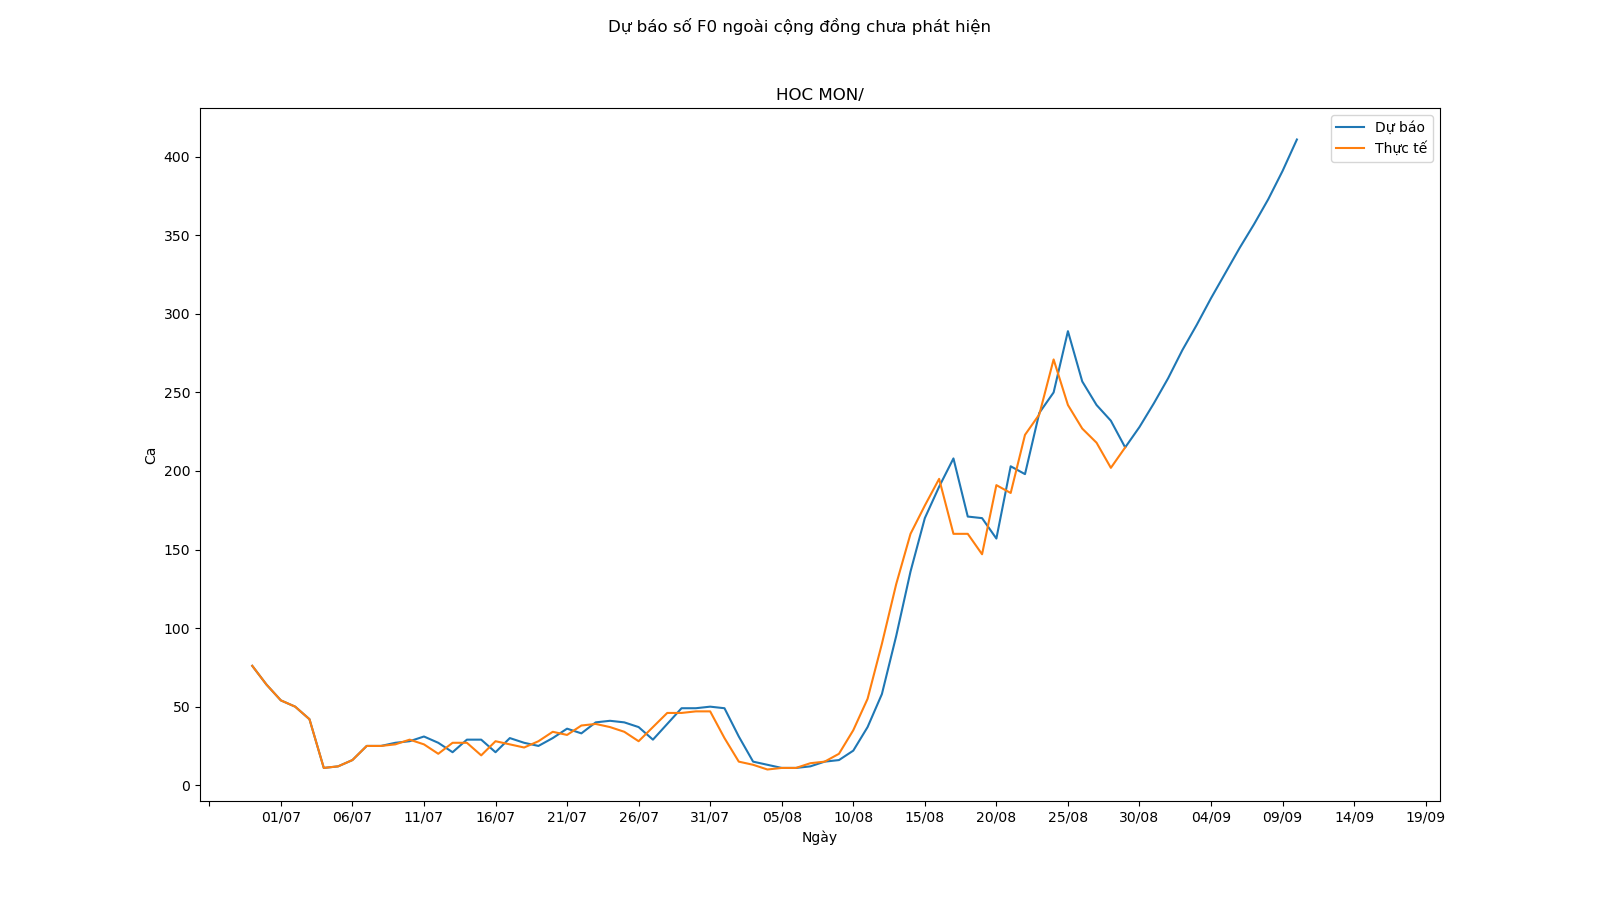 Dự báo số F0 ngoài cộng đồng chưa phát hiện
HOC MON/
Dự báo
Thực tế
400
350
300
250
200
150
100
50
0
Ca
01/07 06/07 11/07 16/07 21/07 26/07 31/07 05/08 10/08 15/08 20/08 25/08 30/08 04/09 09/09 14/09 19/09
Ngày